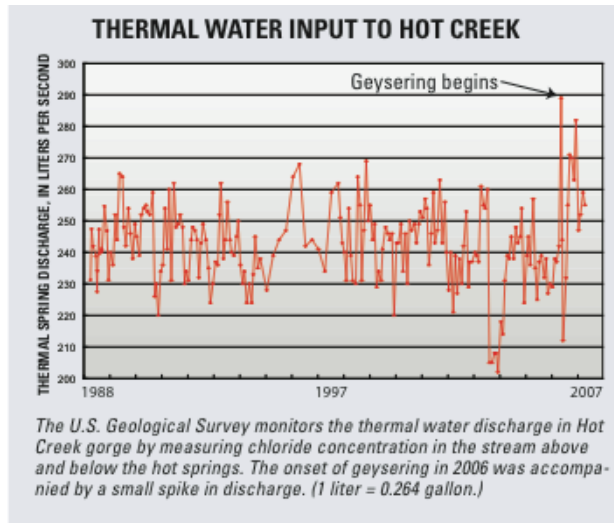 THERMAL WATER INPUT TO HOT CREEK
THERMAL SPRING DISCHARGE, IN LITERS PER SECOND
300
290
280
270
260
250
240
230
220
210
200
Geysering begins
1988
1997
2007
The U.S. Geological Survey monitors the thermal water discharge in Hot
Creek gorge by measuring chloride concentration in the stream above
and below the hot springs. The onset of geysering in 2006 was accompa-
nied by a small spike in discharge. (1 liter = 0.264 gallon.)